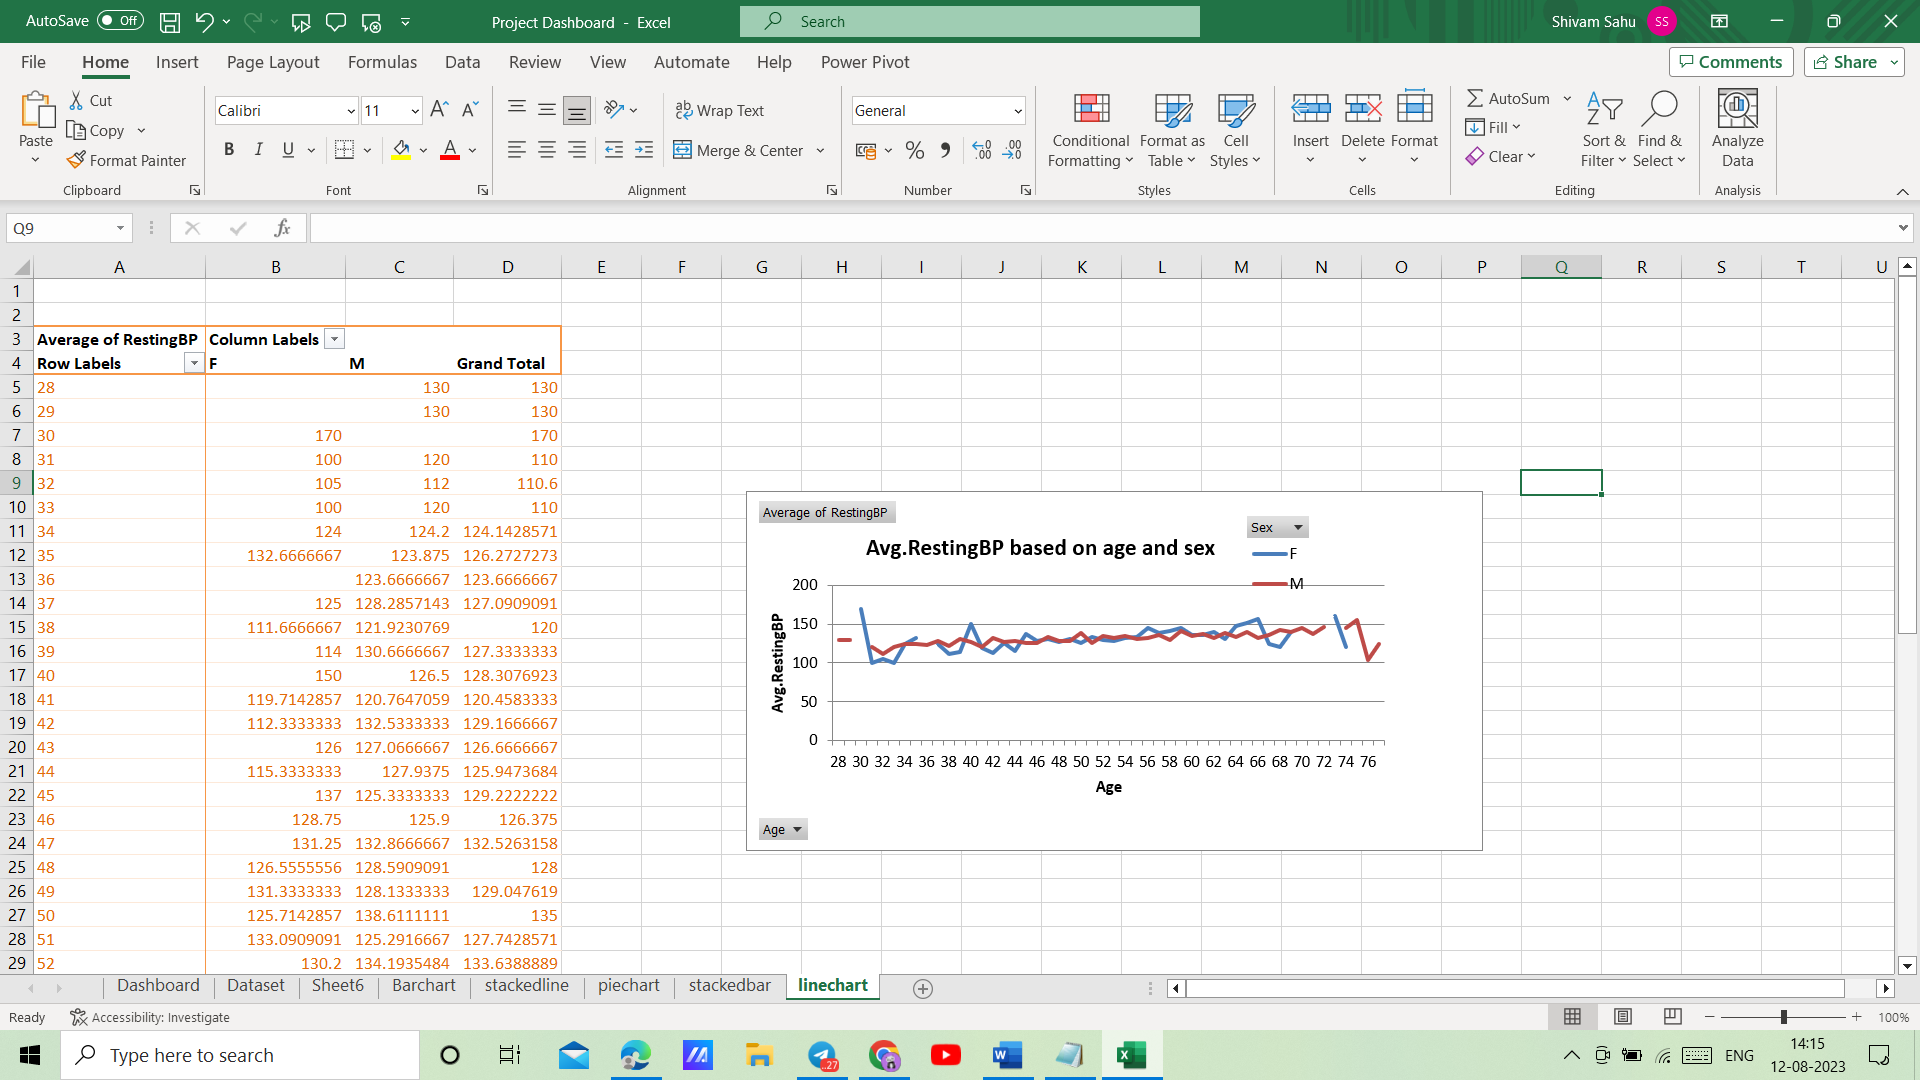 AutoSave Off Project Dashboard - Excel Search Shivam Sahu SS
File Home Insert Page Layout Formulas Data Review View Automate Help Power Pivot Comments Share
Paste Cut Copy Format Painter Clipboard
Calibri 11 B I U A Font
Wrap Text Merge & Center Alignment
General % Number
Conditional Formatting Format as Table Cell Styles Styles
Insert Delete Format Cells
AutoSum Fill Clear Sort & Filter Find & Select Editing
Analyze Data Analysis
Q9 fx
A B C D E F G H I J K L M N O P Q R S T U
1
2
3 Average of RestingBP Column Labels
4 Row Labels F M Grand Total
5 28 130 130
6 29 130 130
7 30 170 170
8 31 100 120 110
9 32 105 112 110.6
10 33 100 120 110
11 34 124 124.2 124.1428571
12 35 132.6666667 123.875 126.2727273
13 36 123.6666667 123.6666667
14 37 125 128.2857143 127.0909091
15 38 111.6666667 121.9230769 120
16 39 114 130.6666667 127.3333333
17 40 150 126.5 128.3076923
18 41 119.7142857 120.7647059 120.4583333
19 42 112.3333333 132.5333333 129.1666667
20 43 126 127.0666667 126.6666667
21 44 115.3333333 127.9375 125.9473684
22 45 137 125.3333333 129.2222222
23 46 128.75 125.9 126.375
24 47 131.25 132.8666667 132.5263158
25 48 126.5555556 128.5909091 128
26 49 131.3333333 128.1333333 129.047619
27 50 125.7142857 138.6111111 135
28 51 133.0909091 125.2916667 127.7428571
29 52 130.2 134.1935484 133.6388889
Average of RestingBP
Sex
Avg.RestingBP based on age and sex
F
M
Avg.RestingBP
200
150
100
50
0
28 30 32 34 36 38 40 42 44 46 48 50 52 54 56 58 60 62 64 66 68 70 72 74 76
Age
Age
Dashboard Dataset Sheet6 Barchart stackedline piechart stackedbar linechart
Ready Accessibility: Investigate 100%
Type here to search
ENG
14:15
12-08-2023